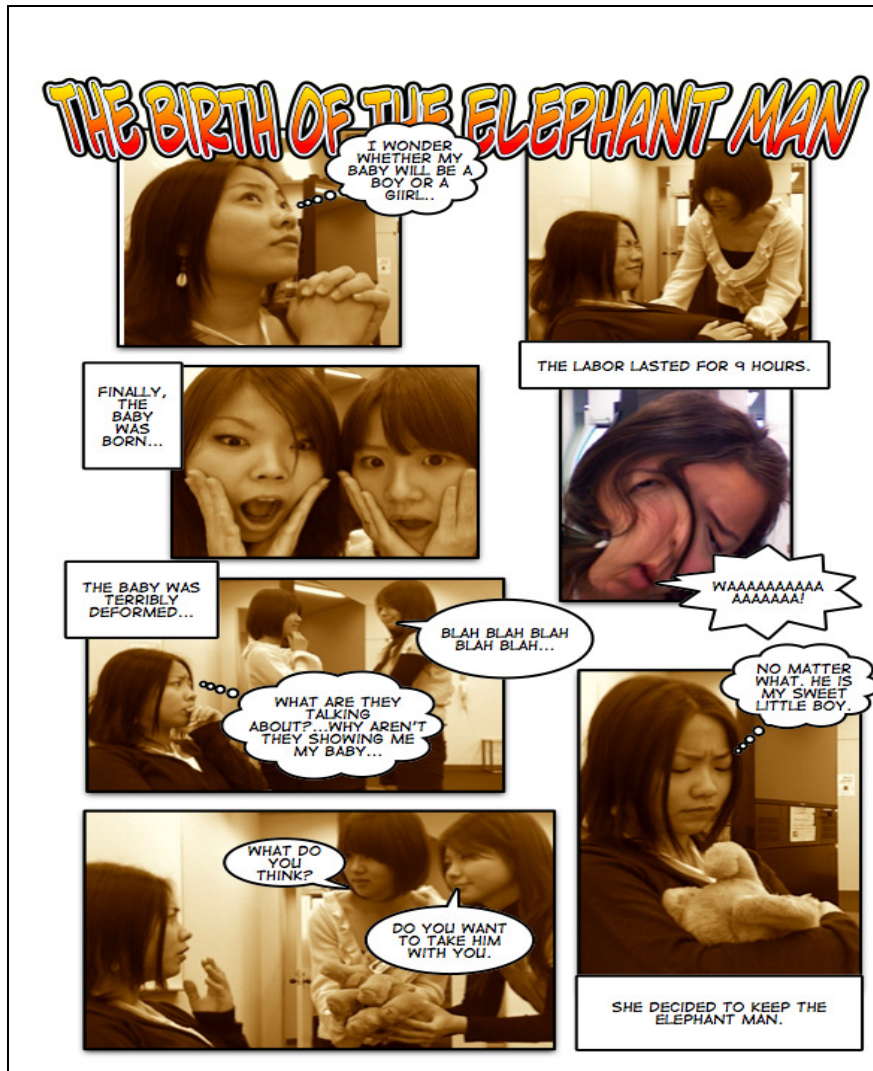 THE BIRTH OF THE ELEPHANT MAN
I WONDER
WHETHER MY
BABY WILL BE A
BOY OR A
GIIRL..
THE LABOR LASTED FOR 9 HOURS.
FINALLY,
THE
BABY
WAS
BORN...
WAAAAAAAAAA
AAAAAAA!
THE BABY WAS
TERRIBLY
DEFORMED...
BLAH BLAH BLAH
BLAH BLAH...
WHAT ARE THEY
TALKING
ABOUT?...WHY AREN'T
THEY SHOWING ME
MY BABY...
WHAT DO
YOU
THINK?
DO YOU WANT
TO TAKE HIM
WITH YOU.
NO MATTER
WHAT. HE IS
MY SWEET
LITTLE BOY.
SHE DECIDED TO KEEP THE
ELEPHANT MAN.